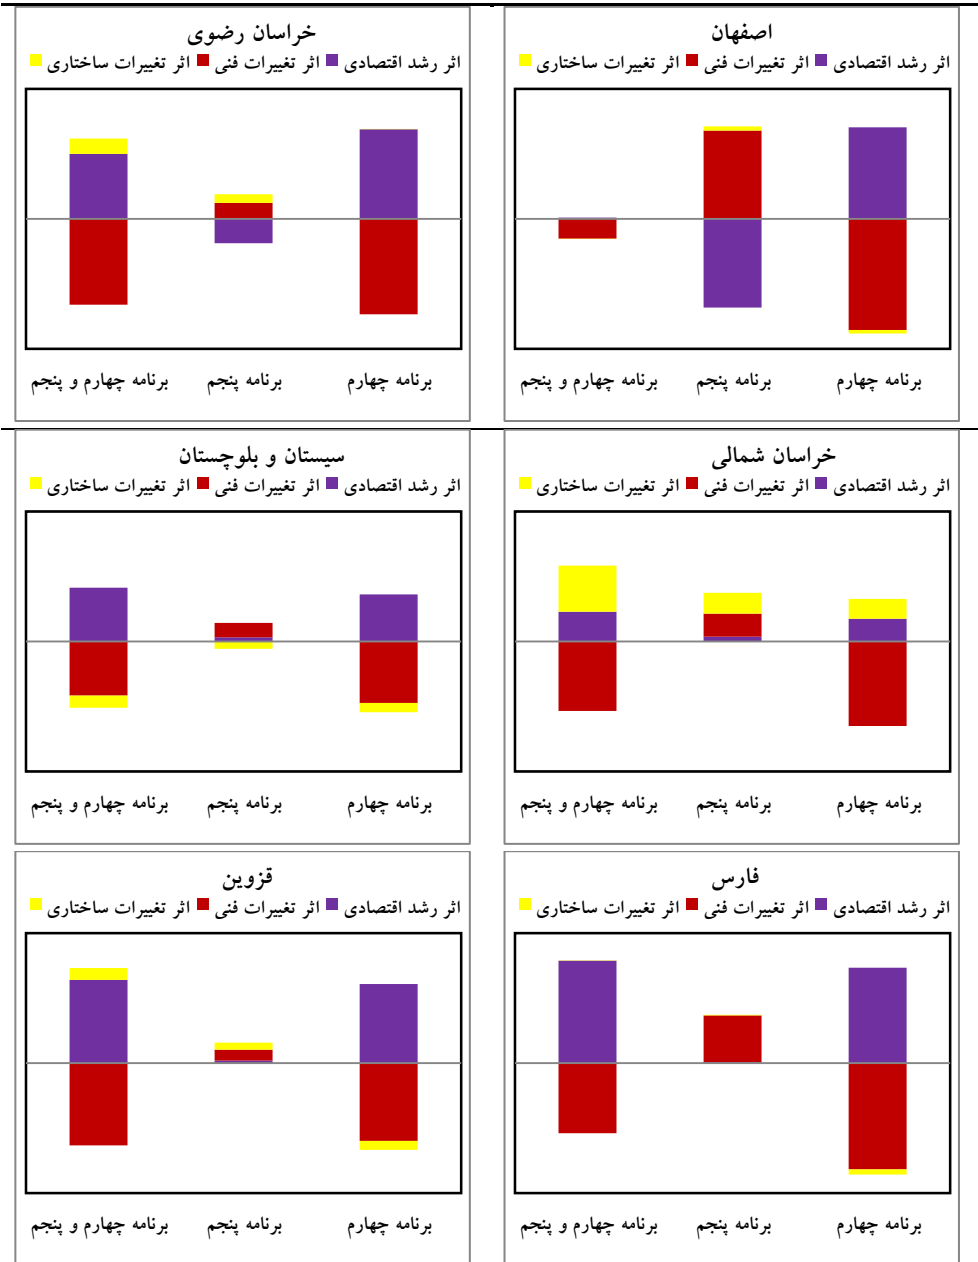 اصفهان
اثر رشد اقتصادی اثر تغییرات فنی اثر تغییرات ساختاری
برنامه چهارم برنامه پنجم برنامه چهارم و پنجم
خراسان رضوی
اثر رشد اقتصادی اثر تغییرات فنی اثر تغییرات ساختاری
برنامه چهارم برنامه پنجم برنامه چهارم و پنجم
خراسان شمالی
اثر رشد اقتصادی اثر تغییرات فنی اثر تغییرات ساختاری
برنامه چهارم برنامه پنجم برنامه چهارم و پنجم
سیستان و بلوچستان
اثر رشد اقتصادی اثر تغییرات فنی اثر تغییرات ساختاری
برنامه چهارم برنامه پنجم برنامه چهارم و پنجم
فارس
اثر رشد اقتصادی اثر تغییرات فنی اثر تغییرات ساختاری
برنامه چهارم برنامه پنجم برنامه چهارم و پنجم
قزوین
اثر رشد اقتصادی اثر تغییرات فنی اثر تغییرات ساختاری
برنامه چهارم برنامه پنجم برنامه چهارم و پنجم